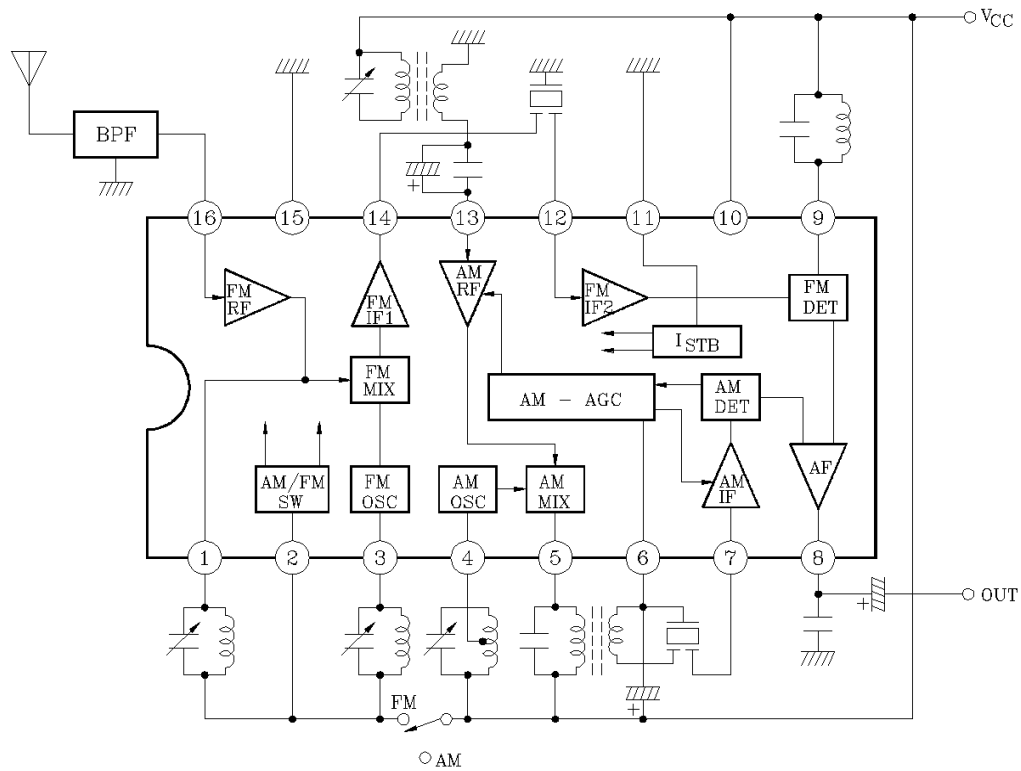 VCC
BPF
16
15
14
13
12
11
10
9
FM
RF
FM
IF1
AM
RF
FM
IF2
FM
DET
ISTB
FM
MIX
AM - AGC
AM
DET
AM/FM
SW
FM
OSC
AM
OSC
AM
MIX
AM
IF
AF
1
2
3
4
5
6
7
8
+
+
OUT
FM
+
AM